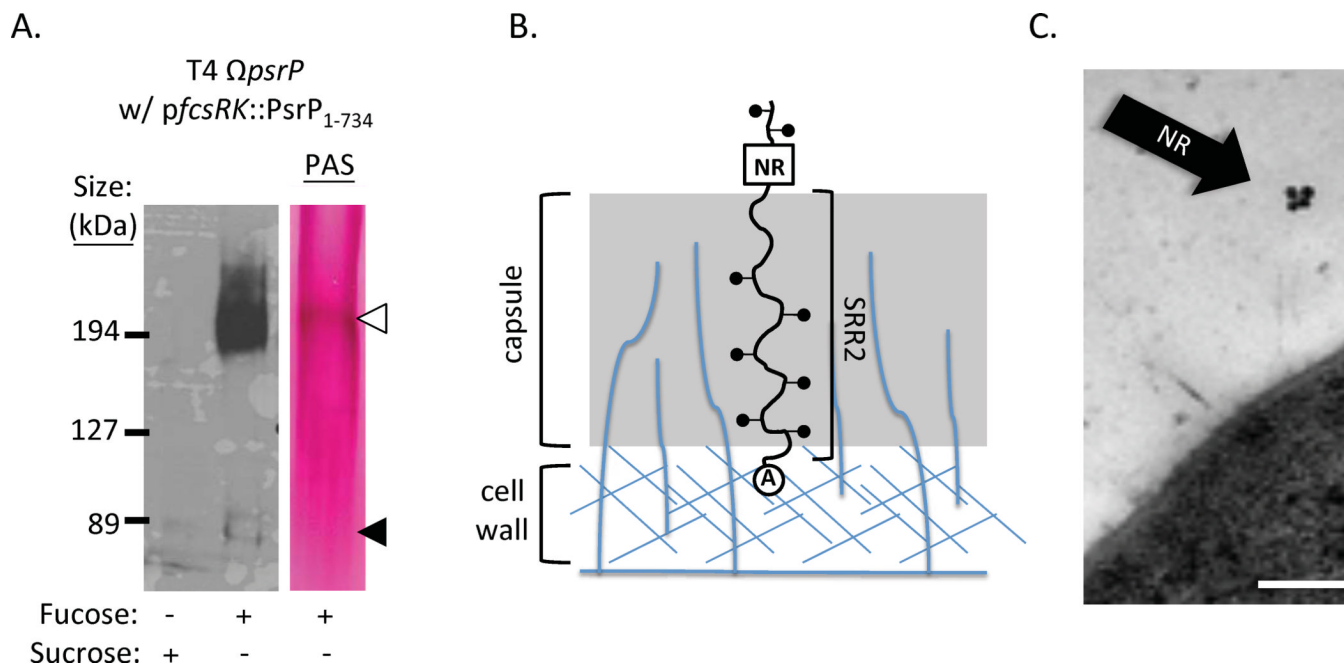 A.
T4 ΩpsrP
w/ pfcsRK::PsrP1-734
PAS
Size:
(kDa)
194
127
89
Fucose: - + +
Sucrose: + - -
B.
NR
capsule
SRR2
cell
wall
A
C.
NR